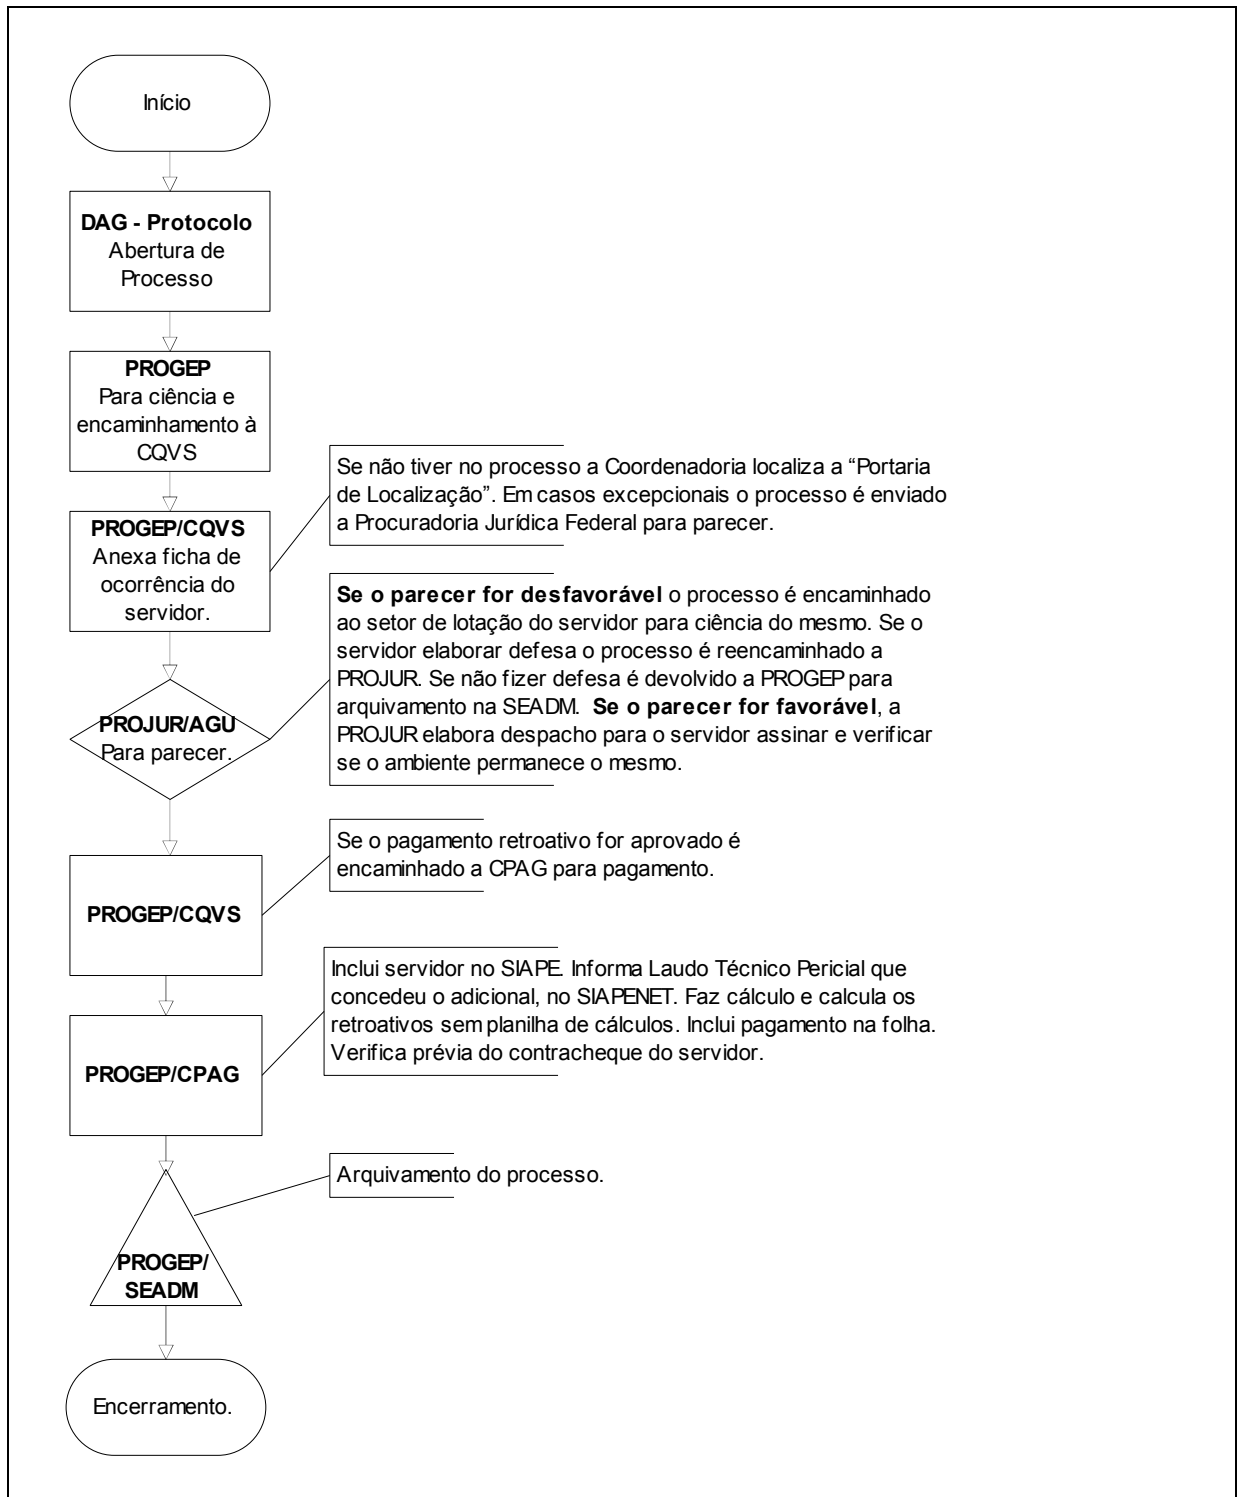 Início
DAG - Protocolo
Abertura de
Processo
PROGEP
Para ciência e
encaminhamento à
CQVS
Se não tiver no processo a Coordenadoria localiza a “Portaria
de Localização”. Em casos excepcionais o processo é enviado
a Procuradoria Jurídica Federal para parecer.
PROGEP/CQVS
Anexa ficha de
ocorrência do
servidor.
Se o parecer for desfavorável o processo é encaminhado
ao setor de lotação do servidor para ciência do mesmo. Se o
servidor elaborar defesa o processo é reencaminhado a
PROJUR. Se não fizer defesa é devolvido a PROGEP para
arquivamento na SEADM. Se o parecer for favorável, a
PROJUR elabora despacho para o servidor assinar e verificar
se o ambiente permanece o mesmo.
PROJUR/AGU
Para parecer.
Se o pagamento retroativo for aprovado é
encaminhado a CPAG para pagamento.
PROGEP/CQVS
Inclui servidor no SIAPE. Informa Laudo Técnico Pericial que
concedeu o adicional, no SIAPENET. Faz cálculo e calcula os
retroativos sem planilha de cálculos. Inclui pagamento na folha.
Verifica prévia do contracheque do servidor.
PROGEP/CPAG
Arquivamento do processo.
PROGEP/
SEADM
Encerramento.